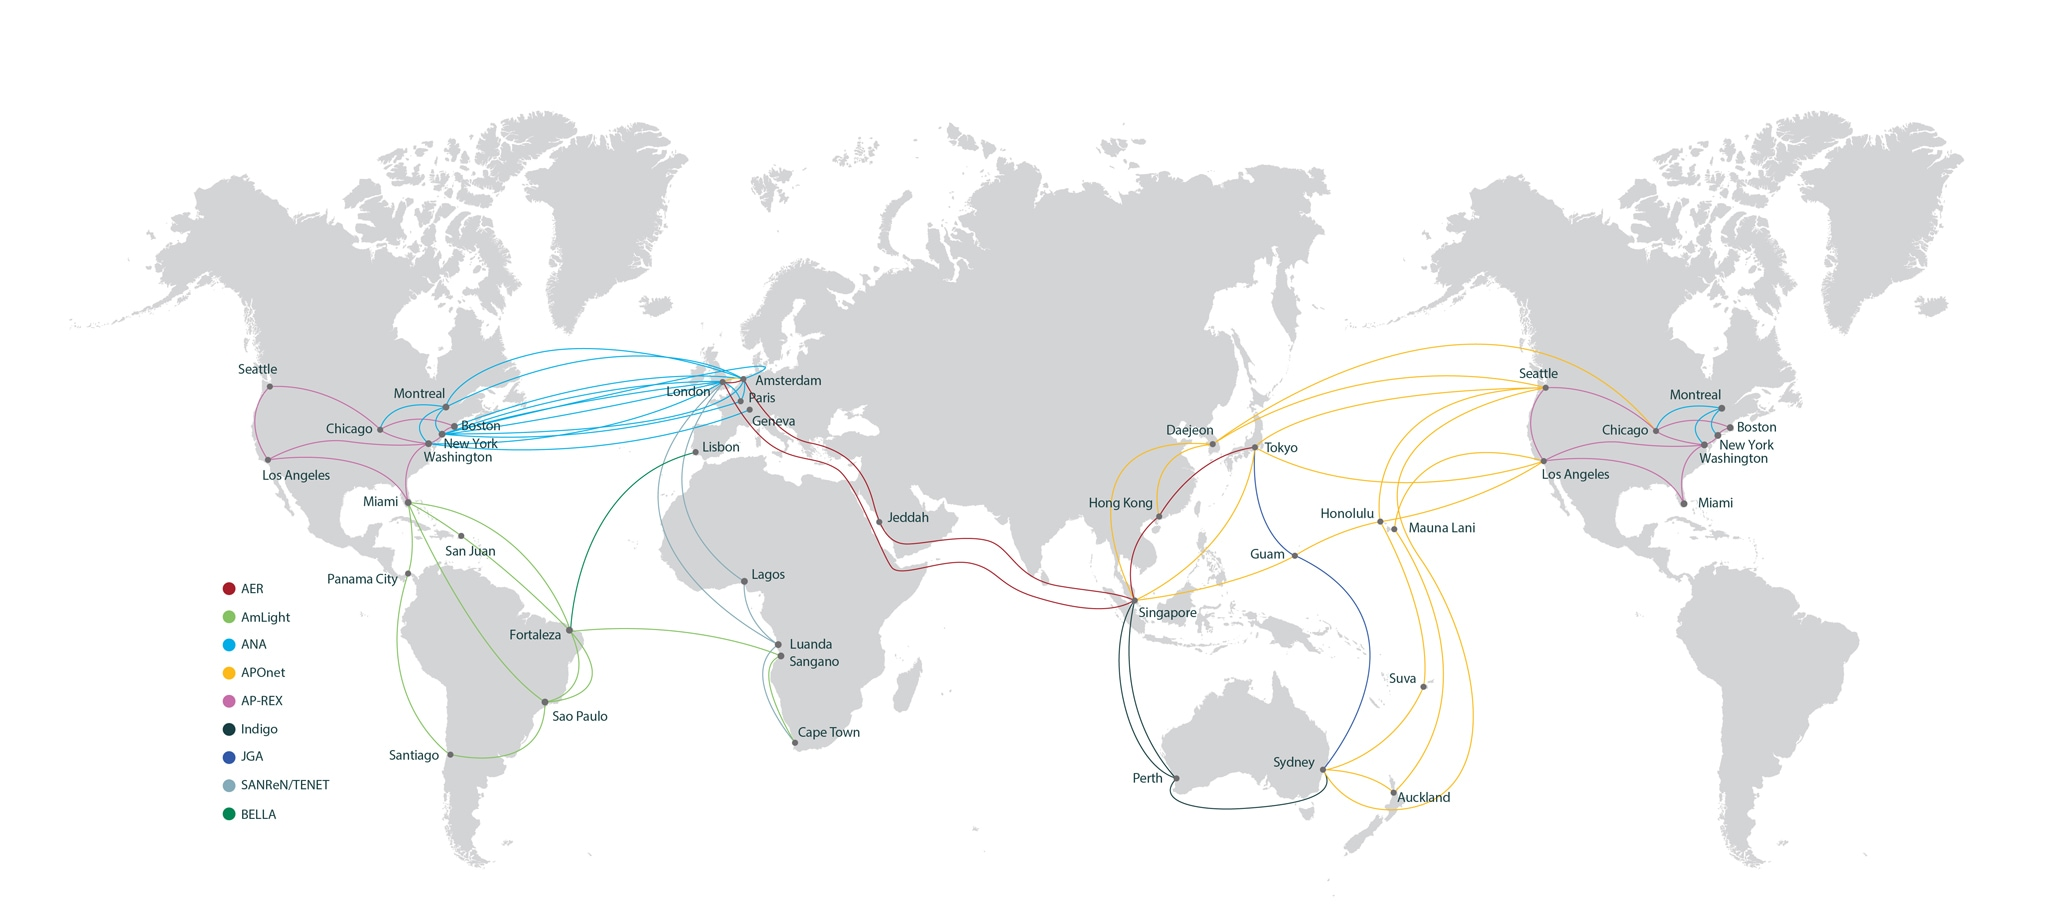 Seattle
Montreal
Chicago
Boston
New York
Washington
Los Angeles
Miami
San Juan
Panama City
Fortaleza
Sao Paulo
Santiago
London
Amsterdam
Paris
Geneva
Lisbon
Jeddah
Lagos
Luanda
Sangano
Cape Town
Daejeon
Tokyo
Hong Kong
Guam
Singapore
Honolulu
Mauna Lani
Suva
Perth
Sydney
Auckland
Seattle
Montreal
Chicago
Boston
New York
Washington
Los Angeles
Miami
AER
AmLight
ANA
APOnet
AP-REX
Indigo
JGA
SANReN/TENET
BELLA